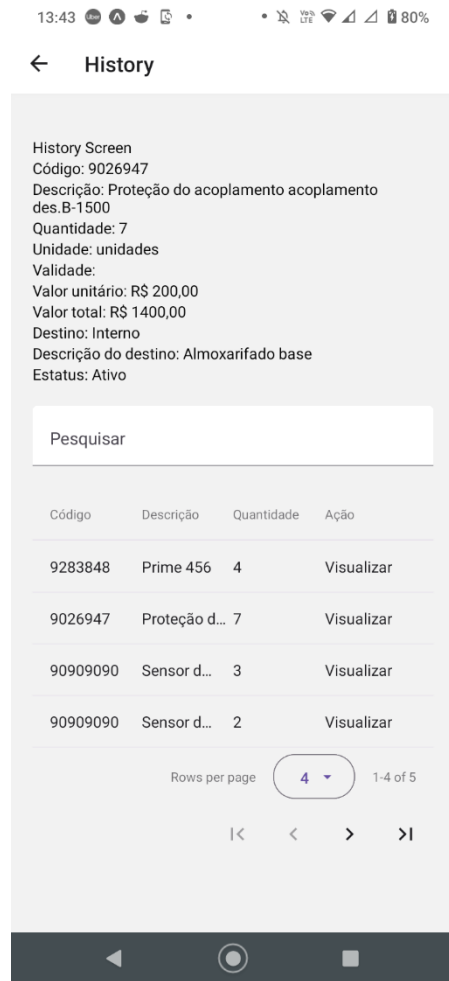 13:43
Vo)) LTE 80%
History
History Screen
Código: 9026947
Descrição: Proteção do acoplamento acoplamento
des.B-1500
Quantidade: 7
Unidade: unidades
Validade:
Valor unitário: R$ 200,00
Valor total: R$ 1400,00
Destino: Interno
Descrição do destino: Almoxarifado base
Estatus: Ativo
Pesquisar
Código Descrição Quantidade Ação
9283848 Prime 456 4 Visualizar
9026947 Proteção d... 7 Visualizar
90909090 Sensor d... 3 Visualizar
90909090 Sensor d... 2 Visualizar
Rows per page 4 1-4 of 5